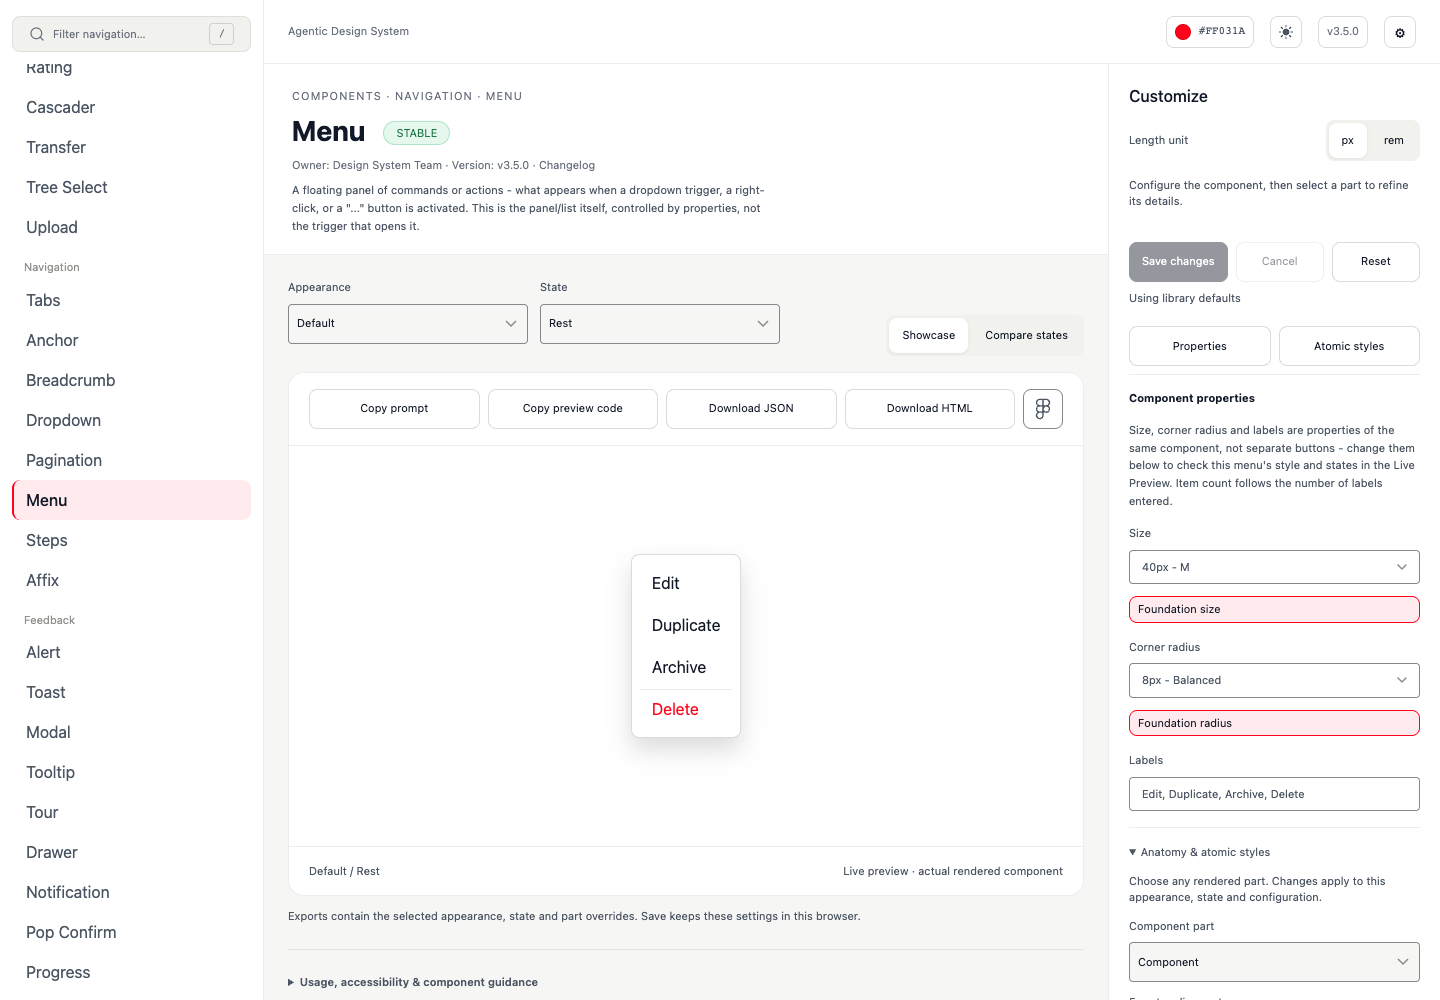 Filter navigation...
/
Rating
Cascader
Transfer
Tree Select
Upload
Navigation
Tabs
Anchor
Breadcrumb
Dropdown
Pagination
Menu
Steps
Affix
Feedback
Alert
Toast
Modal
Tooltip
Tour
Drawer
Notification
Pop Confirm
Progress
Agentic Design System
#FF031A
v3.5.0
COMPONENTS · NAVIGATION · MENU
Menu
STABLE
Owner: Design System Team · Version: v3.5.0 · Changelog
A floating panel of commands or actions - what appears when a dropdown trigger, a right-
click, or a "..." button is activated. This is the panel/list itself, controlled by properties, not
the trigger that opens it.
Appearance
Default
State
Rest
Showcase
Compare states
Copy prompt
Copy preview code
Download JSON
Download HTML
Edit
Duplicate
Archive
Delete
Default / Rest
Live preview · actual rendered component
Exports contain the selected appearance, state and part overrides. Save keeps these settings in this browser.
Usage, accessibility & component guidance
Customize
Length unit
px
rem
Configure the component, then select a part to refine
its details.
Save changes
Cancel
Reset
Using library defaults
Properties
Atomic styles
Component properties
Size, corner radius and labels are properties of the
same component, not separate buttons - change them
below to check this menu's style and states in the Live
Preview. Item count follows the number of labels
entered.
Size
40px - M
Foundation size
Corner radius
8px - Balanced
Foundation radius
Labels
Edit, Duplicate, Archive, Delete
Anatomy & atomic styles
Choose any rendered part. Changes apply to this
appearance, state and configuration.
Component part
Component